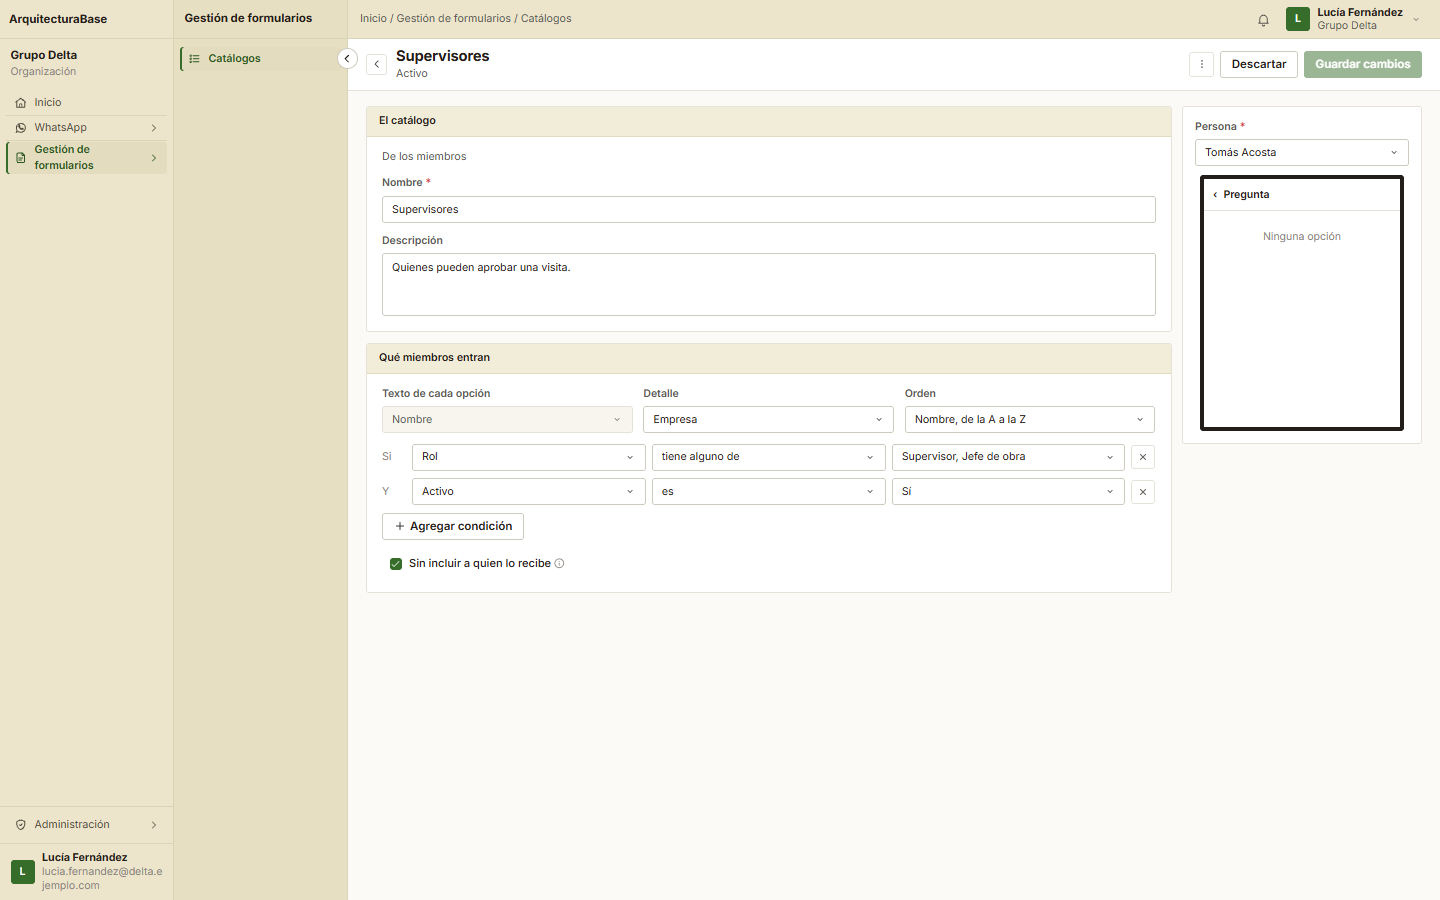 ArquitecturaBase
Grupo Delta
Organización
Inicio
WhatsApp
Gestión de
formularios
Administración
Lucía Fernández
lucia.fernandez@delta.e
jemplo.com
L
Gestión de formularios
Catálogos
Inicio / Gestión de formularios / Catálogos
L
Lucía Fernández
Grupo Delta
Supervisores
Activo
Descartar
Guardar cambios
El catálogo
De los miembros
Nombre *
Supervisores
Descripción
Quienes pueden aprobar una visita.
Qué miembros entran
Texto de cada opción
Detalle
Orden
Nombre
Empresa
Nombre, de la A a la Z
Si
Rol
tiene alguno de
Supervisor, Jefe de obra
Y
Activo
es
Sí
Agregar condición
Sin incluir a quien lo recibe
Persona *
Tomás Acosta
Pregunta
Ninguna opción